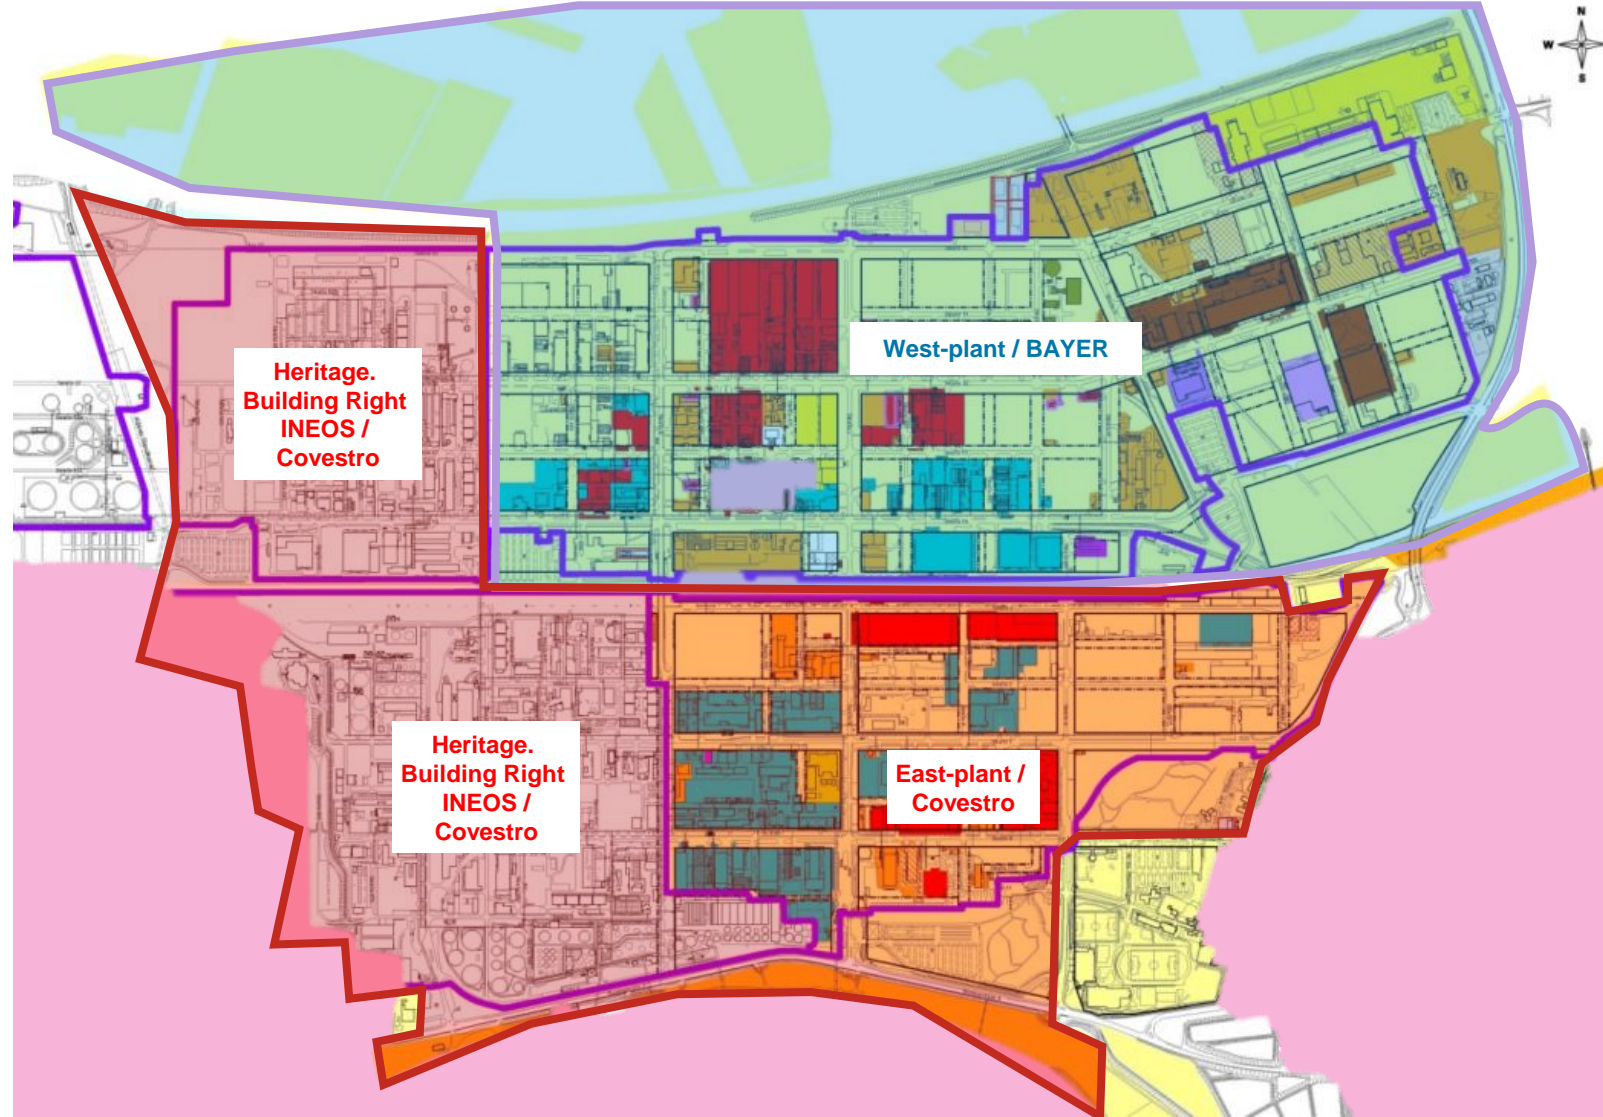 N
W
S
Heritage.
Building Right
INEOS /
Covestro
West-plant / BAYER
Heritage.
Building Right
INEOS /
Covestro
East-plant /
Covestro